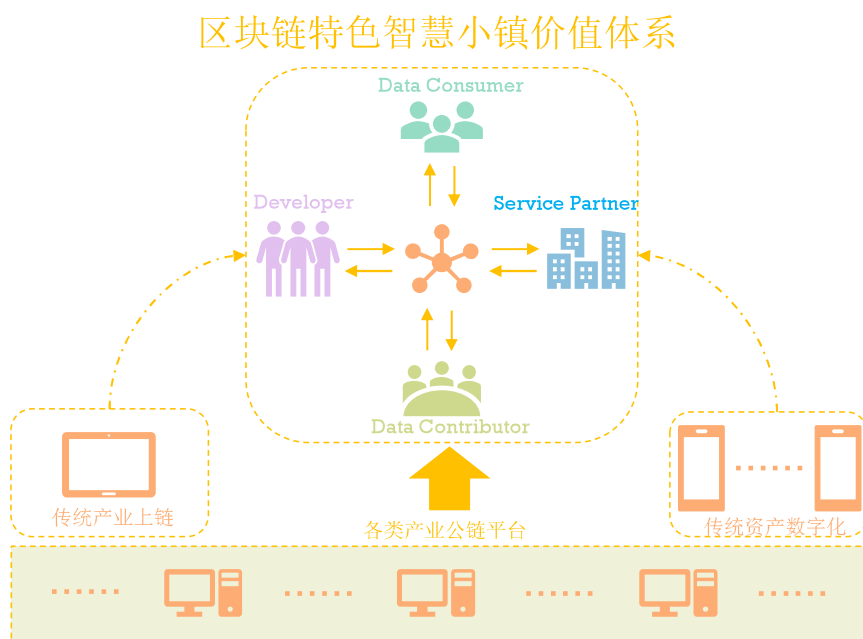 区块链特色智慧小镇价值体系
Data Consumer
Developer
Service Partner
Data Contributor
传统产业上链
各类产业公链平台
传统资产数字化